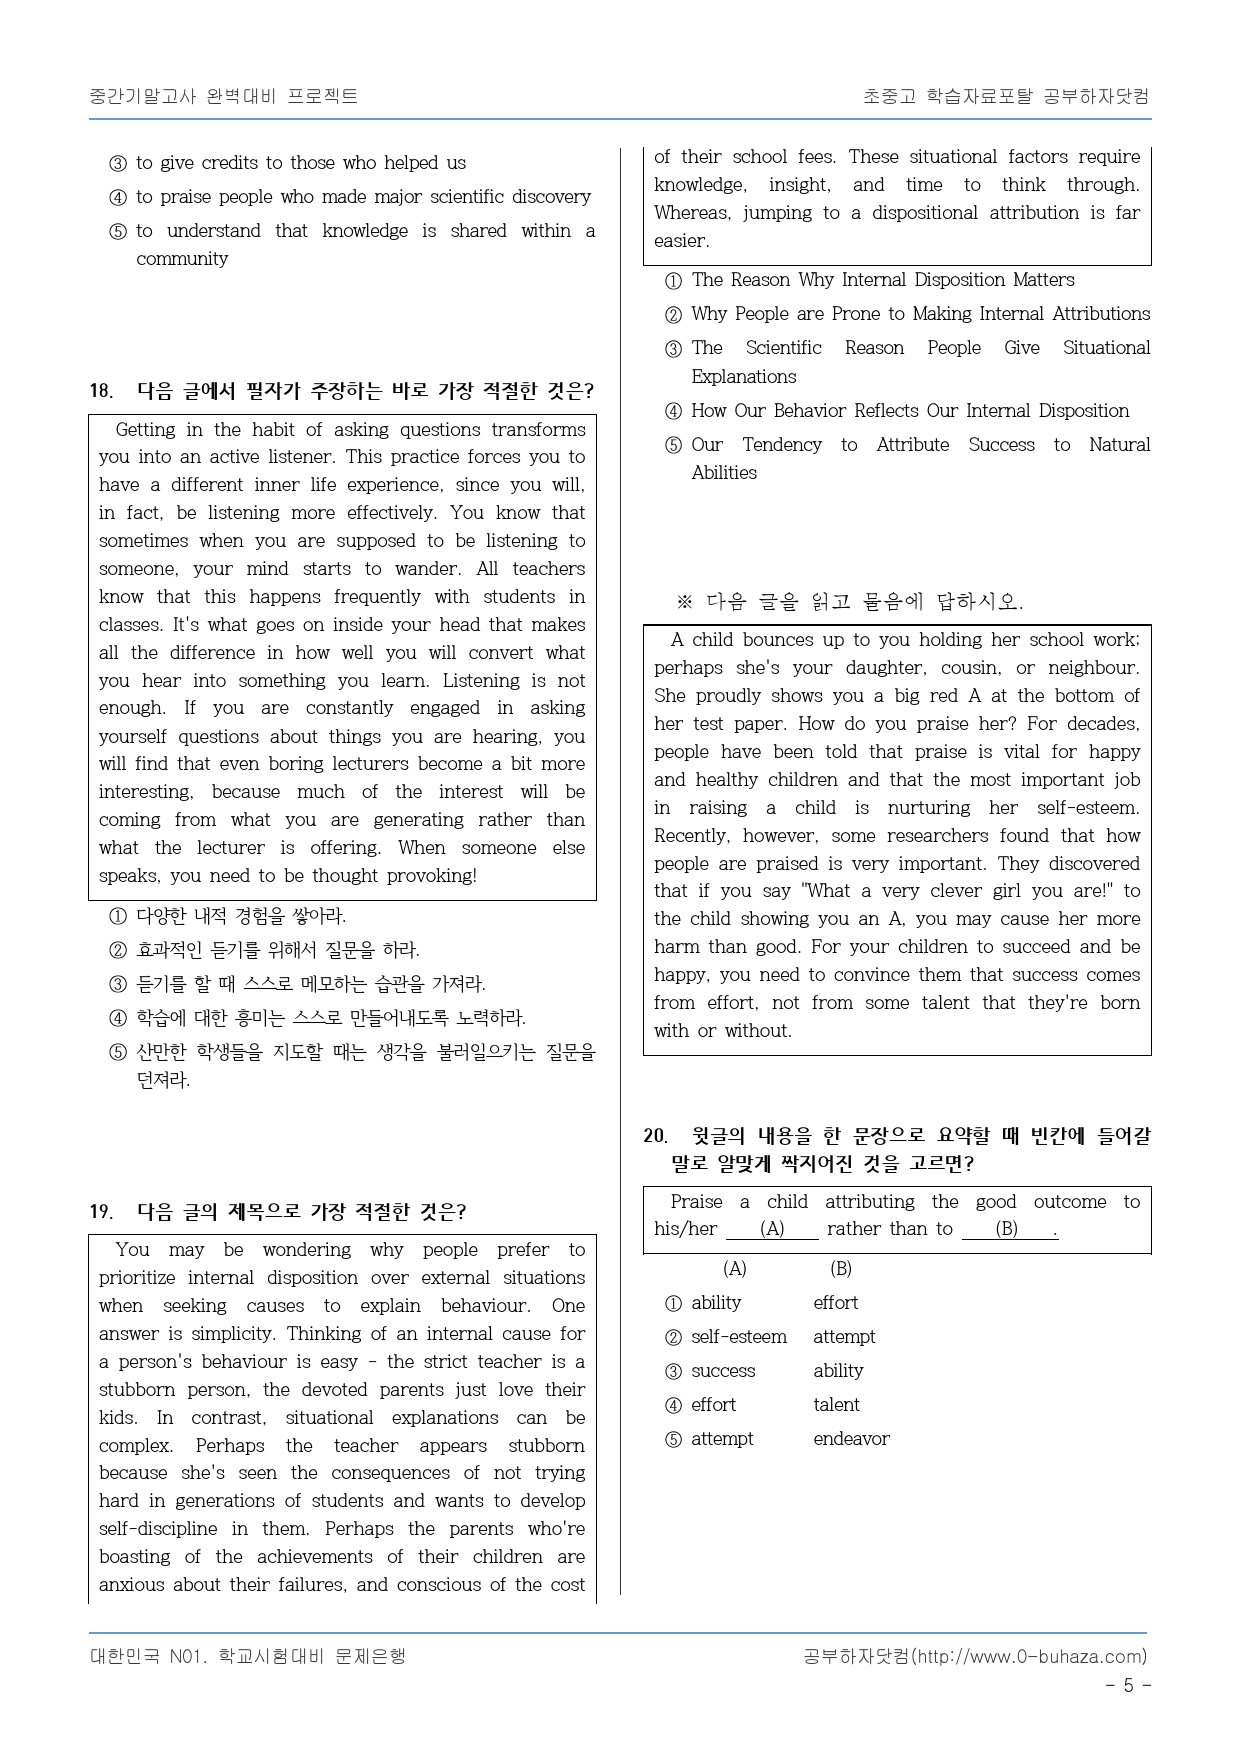 중간기말고사 완벽대비 프로젝트
초중고 학습자료포탈 공부하자닷컴
③ to give credits to those who helped us
④ to praise people who made major scientific discovery
⑤ to understand that knowledge is shared within a
community
18. 다음 글에서 필자가 주장하는 바로 가장 적절한 것은?
Getting in the habit of asking questions transforms
you into an active listener. This practice forces you to
have a different inner life experience, since you will,
in fact, be listening more effectively. You know that
sometimes when you are supposed to be listening to
someone, your mind starts to wander. All teachers
know that this happens frequently with students in
classes. It's what goes on inside your head that makes
all the difference in how well you will convert what
you hear into something you learn. Listening is not
enough. If you are constantly engaged in asking
yourself questions about things you are hearing, you
will find that even boring lecturers become a bit more
interesting, because much of the interest will be
coming from what you are generating rather than
what the lecturer is offering. When someone else
speaks, you need to be thought provoking!
① 다양한 내적 경험을 쌓아라.
② 효과적인 듣기를 위해서 질문을 하라.
③ 듣기를 할 때 스스로 메모하는 습관을 가져라.
④ 학습에 대한 흥미는 스스로 만들어내도록 노력하라.
⑤ 산만한 학생들을 지도할 때는 생각을 불러일으키는 질문을
던져라.
19. 다음 글의 제목으로 가장 적절한 것은?
You may be wondering why people prefer to
prioritize internal disposition over external situations
when seeking causes to explain behaviour. One
answer is simplicity. Thinking of an internal cause for
a person's behaviour is easy - the strict teacher is a
stubborn person, the devoted parents just love their
kids. In contrast, situational explanations can be
complex. Perhaps the teacher appears stubborn
because she's seen the consequences of not trying
hard in generations of students and wants to develop
self-discipline in them. Perhaps the parents who're
boasting of the achievements of their children are
anxious about their failures, and conscious of the cost
of their school fees. These situational factors require
knowledge, insight, and time to think through.
Whereas, jumping to a dispositional attribution is far
easier.
① The Reason Why Internal Disposition Matters
② Why People are Prone to Making Internal Attributions
③ The Scientific Reason People Give Situational
Explanations
④ How Our Behavior Reflects Our Internal Disposition
⑤ Our Tendency to Attribute Success to Natural
Abilities
※ 다음 글을 읽고 물음에 답하시오.
A child bounces up to you holding her school work;
perhaps she's your daughter, cousin, or neighbour.
She proudly shows you a big red A at the bottom of
her test paper. How do you praise her? For decades,
people have been told that praise is vital for happy
and healthy children and that the most important job
in raising a child is nurturing her self-esteem.
Recently, however, some researchers found that how
people are praised is very important. They discovered
that if you say "What a very clever girl you are!" to
the child showing you an A, you may cause her more
harm than good. For your children to succeed and be
happy, you need to convince them that success comes
from effort, not from some talent that they're born
with or without.
20. 윗글의 내용을 한 문장으로 요약할 때 빈칸에 들어갈
말로 알맞게 짝지어진 것을 고르면?
Praise a child attributing the good outcome to
his/her (A) rather than to (B) .
(A) (B)
① ability effort
② self-esteem attempt
③ success ability
④ effort talent
⑤ attempt endeavor
대한민국 N01. 학교시험대비 문제은행
공부하자닷컴(http://www.0-buhaza.com)
- 5 -